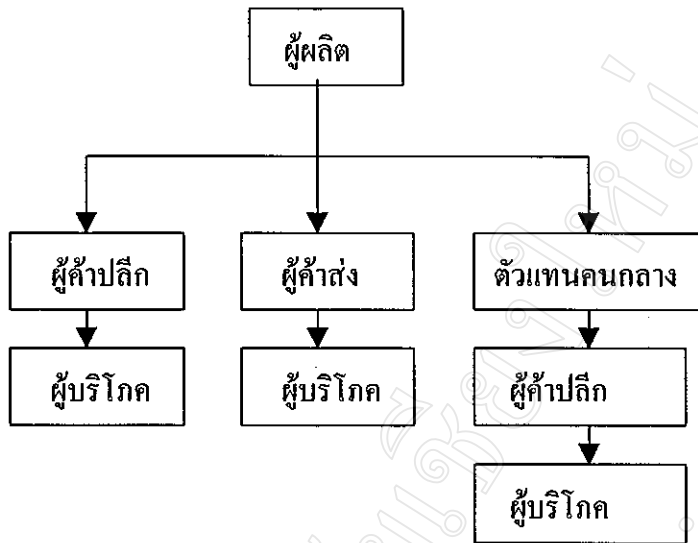 ผู้ผลิต
ผู้ค้าปลีก
ผู้ค้าส่ง
ตัวแทนคนกลาง
ผู้บริโภค
ผู้บริโภค
ผู้ค้าปลีก
ผู้บริโภค